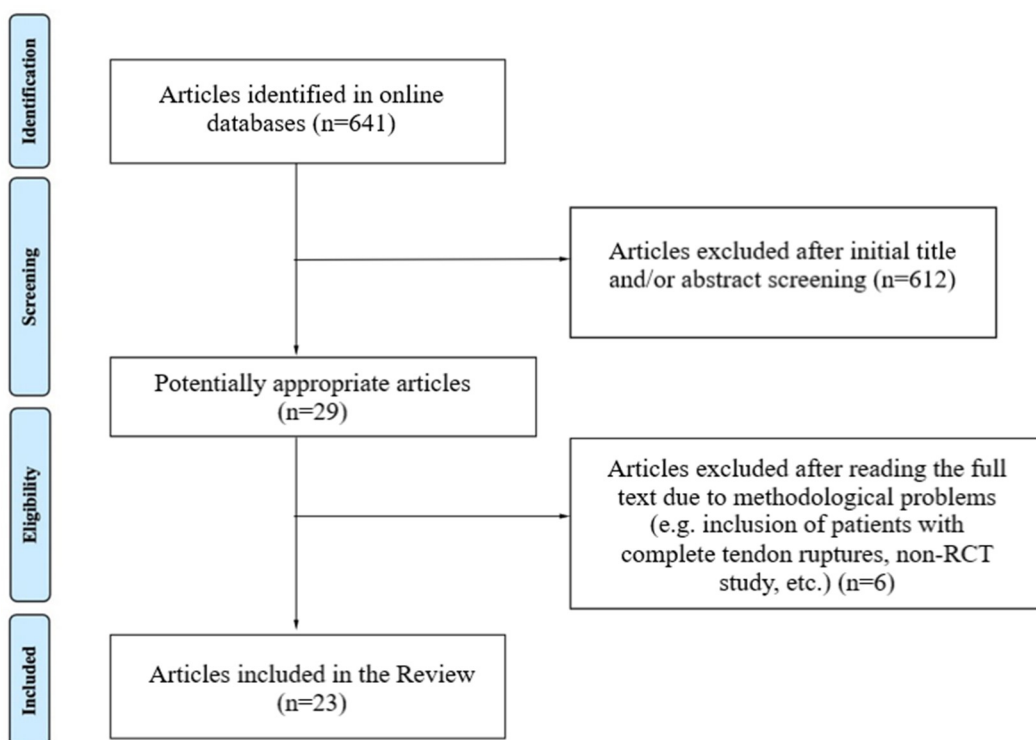 Identification
Articles identified in online
databases (n=641)
Screening
Articles excluded after initial title
and/or abstract screening (n=612)
Potentially appropriate articles
(n=29)
Eligibility
Articles excluded after reading the full
text due to methodological problems
(e.g. inclusion of patients with
complete tendon ruptures, non-RCT
study, etc.) (n=6)
Included
Articles included in the Review
(n=23)